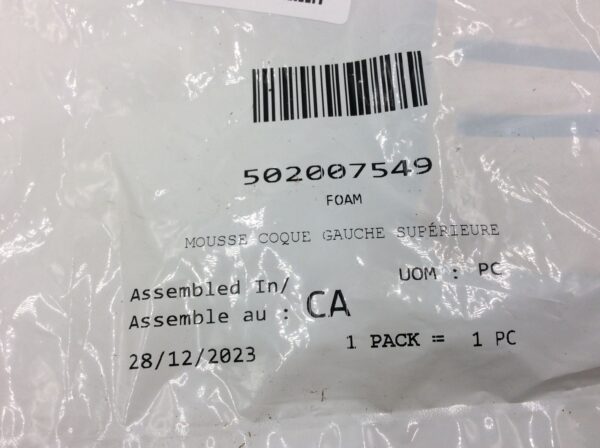 502007549
FOAM
MOUSSE COQUE GAUCHE SUPÉRIEURE
UOM : PC
Assembled In/
Assemble au : CA
1 PACK = 1 PC
28/12/2023